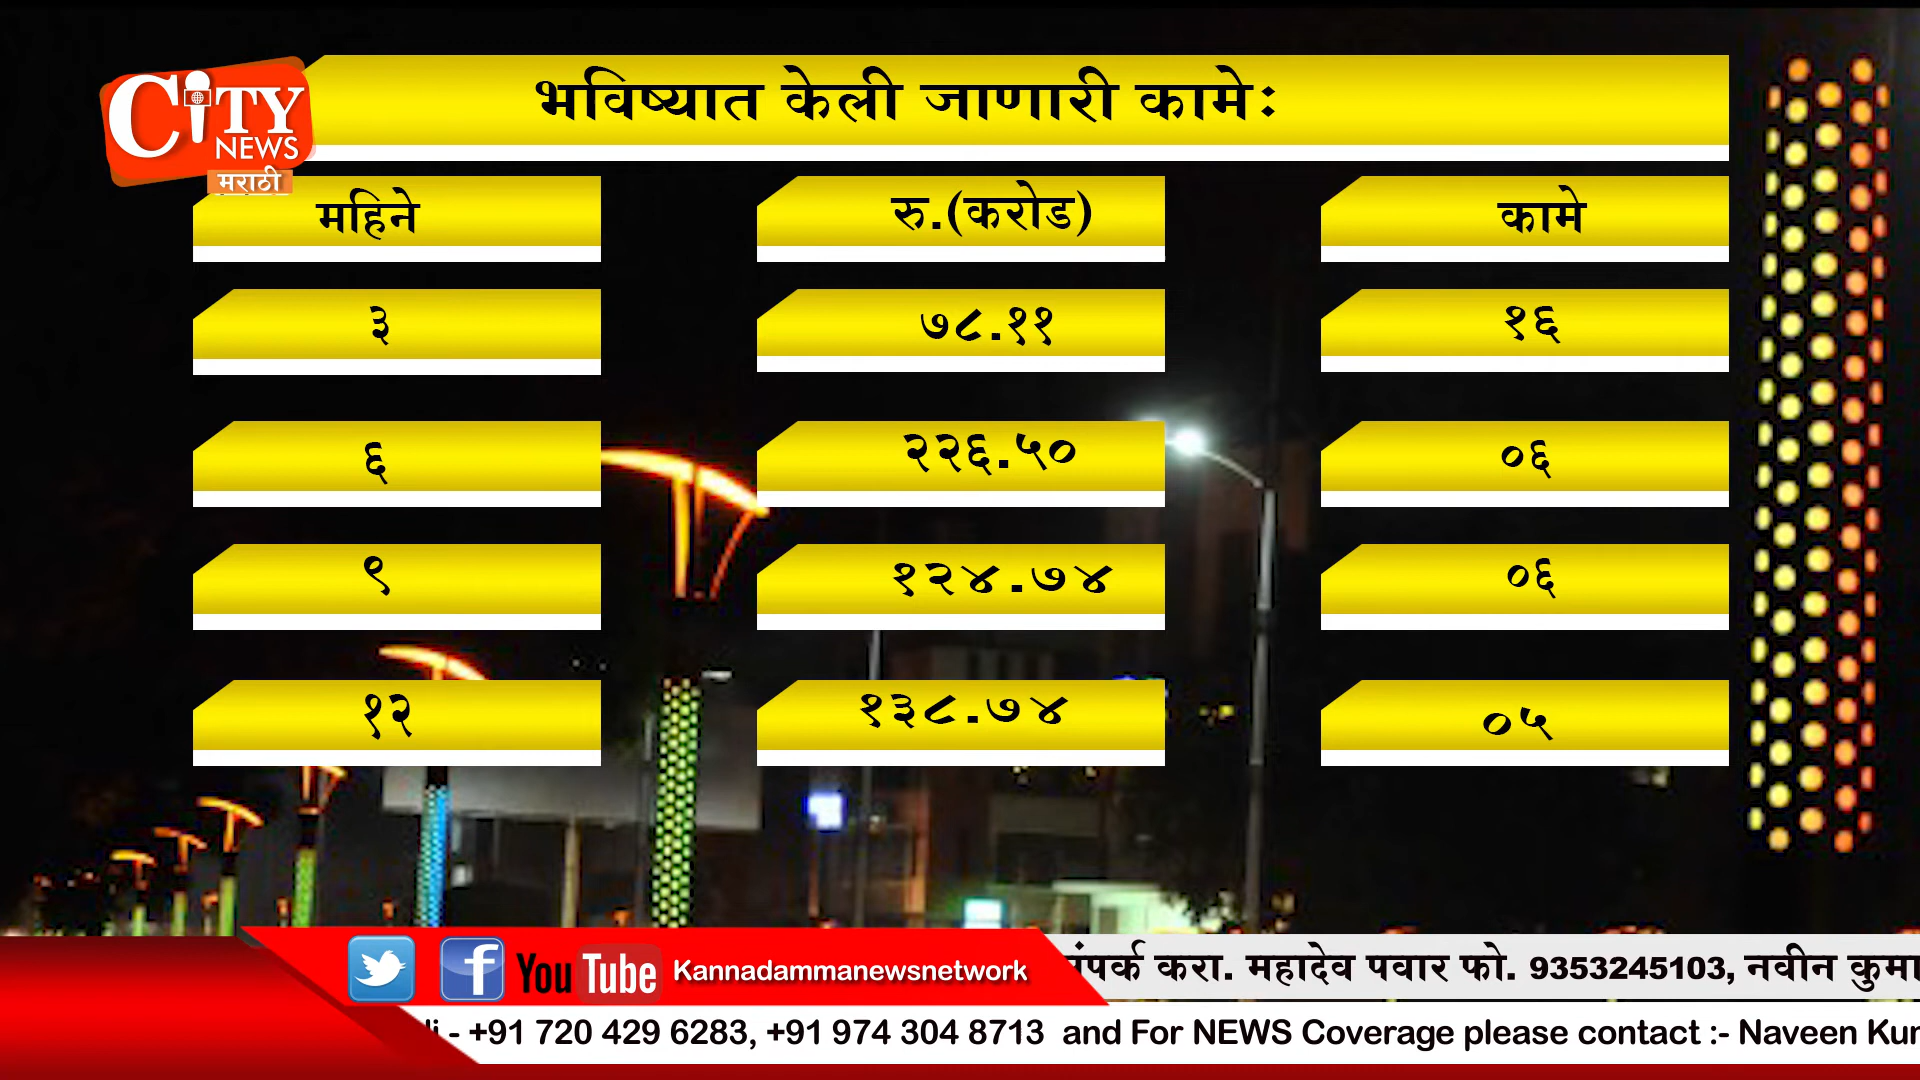 भविष्यात केली जाणारी कामे:
CiTY
NEWS
मराठी
महिने रु.(करोड) कामे
३ ७८.११ १६
६ २२६.५० ०६
९ १२४.७४ ०६
१२ १३८.७४ ०५
You Tube Kannadammanewsnetwork
करा. महादेव पवार फो. 9353245103, नवीन
- +91 720 429 6283, +91 974 304 8713 and For NEWS Coverage please contact :- Naveen